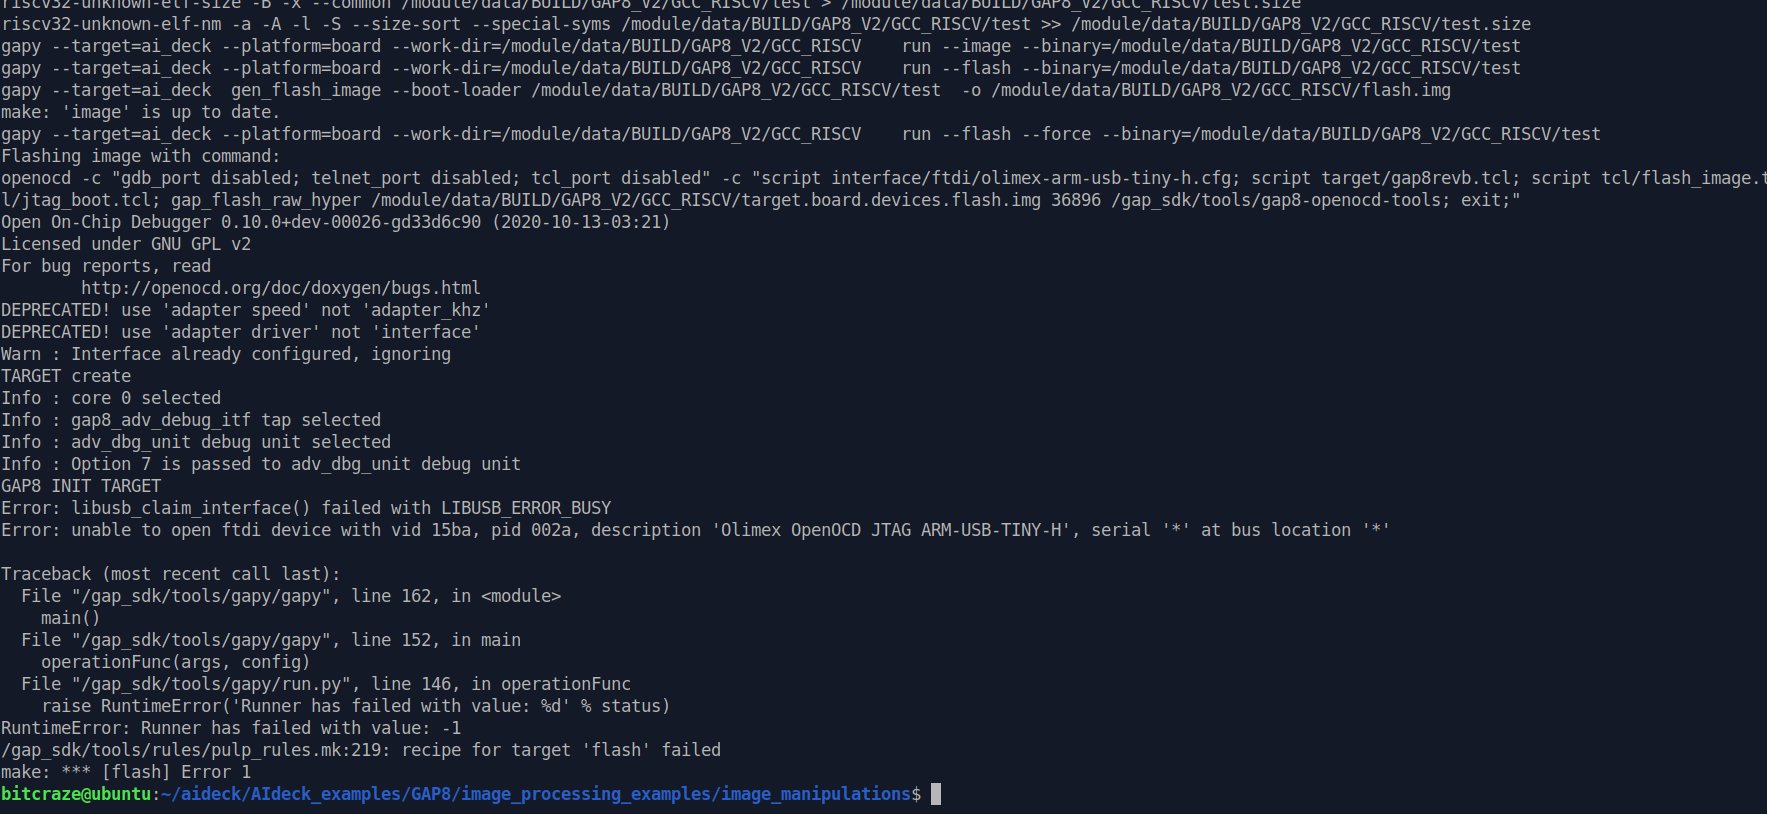 riscv32-unknown-elf-size -B -x --common /module/data/BUILD/GAP8_V2/GCC_RISCV/test > /module/data/BUILD/GAP8_V2/GCC_RISCV/test.size
riscv32-unknown-elf-nm -a -A -l -S --size-sort --special-syms /module/data/BUILD/GAP8_V2/GCC_RISCV/test >> /module/data/BUILD/GAP8_V2/GCC_RISCV/test.size
gapy --target=ai_deck --platform=board --work-dir=/module/data/BUILD/GAP8_V2/GCC_RISCV    run --image --binary=/module/data/BUILD/GAP8_V2/GCC_RISCV/test
gapy --target=ai_deck --platform=board --work-dir=/module/data/BUILD/GAP8_V2/GCC_RISCV    run --flash --binary=/module/data/BUILD/GAP8_V2/GCC_RISCV/test
gapy --target=ai_deck  gen_flash_image --boot-loader /module/data/BUILD/GAP8_V2/GCC_RISCV/test  -o /module/data/BUILD/GAP8_V2/GCC_RISCV/flash.img
make: 'image' is up to date.
gapy --target=ai_deck --platform=board --work-dir=/module/data/BUILD/GAP8_V2/GCC_RISCV    run --flash --force --binary=/module/data/BUILD/GAP8_V2/GCC_RISCV/test
Flashing image with command:
openocd -c "gdb_port disabled; telnet_port disabled; tcl_port disabled" -c "script interface/ftdi/olimex-arm-usb-tiny-h.cfg; script target/gap8revb.tcl; script tcl/flash_image.t
l/jtag_boot.tcl; gap_flash_raw_hyper /module/data/BUILD/GAP8_V2/GCC_RISCV/target.board.devices.flash.img 36896 /gap_sdk/tools/gap8-openocd-tools; exit;"
Open On-Chip Debugger 0.10.0+dev-00026-gd33d6c90 (2020-10-13-03:21)
Licensed under GNU GPL v2
For bug reports, read
        http://openocd.org/doc/doxygen/bugs.html
DEPRECATED! use 'adapter speed' not 'adapter_khz'
DEPRECATED! use 'adapter driver' not 'interface'
Warn : Interface already configured, ignoring
TARGET create
Info : core 0 selected
Info : gap8_adv_debug_itf tap selected
Info : adv_dbg_unit debug unit selected
Info : Option 7 is passed to adv_dbg_unit debug unit
GAP8 INIT TARGET
Error: libusb_claim_interface() failed with LIBUSB_ERROR_BUSY
Error: unable to open ftdi device with vid 15ba, pid 002a, description 'Olimex OpenOCD JTAG ARM-USB-TINY-H', serial '*' at bus location '*'

Traceback (most recent call last):
  File "/gap_sdk/tools/gapy/gapy", line 162, in <module>
    main()
  File "/gap_sdk/tools/gapy/gapy", line 152, in main
    operationFunc(args, config)
  File "/gap_sdk/tools/gapy/run.py", line 146, in operationFunc
    raise RuntimeError('Runner has failed with value: %d' % status)
RuntimeError: Runner has failed with value: -1
/gap_sdk/tools/rules/pulp_rules.mk:219: recipe for target 'flash' failed
make: *** [flash] Error 1
bitcraze@ubuntu:~/aideck/AIdeck_examples/GAP8/image_processing_examples/image_manipulations$